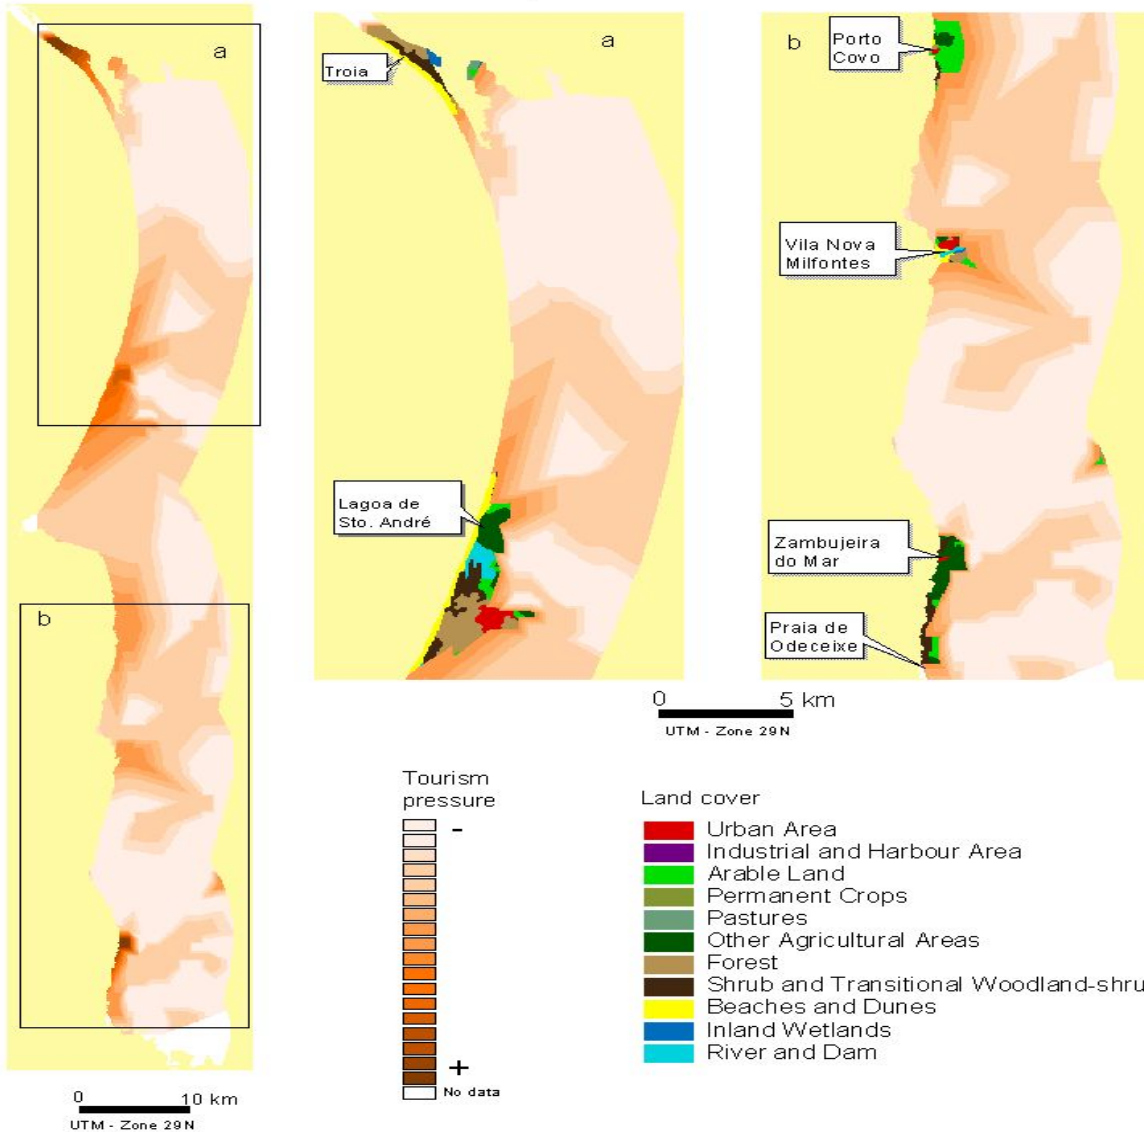 a
b
0 10 km
UTM - Zone 29N
a
Troia
Lagoa de
Sto. André
b
Porto
Covo
Vila Nova
Milfontes
Zambujeira
do Mar
Praia de
Odeceixe
0 5 km
UTM - Zone 29N
Tourism
pressure
-
+
No data
Land cover
Urban Area
Industrial and Harbour Area
Arable Land
Permanent Crops
Pastures
Other Agricultural Areas
Forest
Shrub and Transitional Woodland-shru
Beaches and Dunes
Inland Wetlands
River and Dam